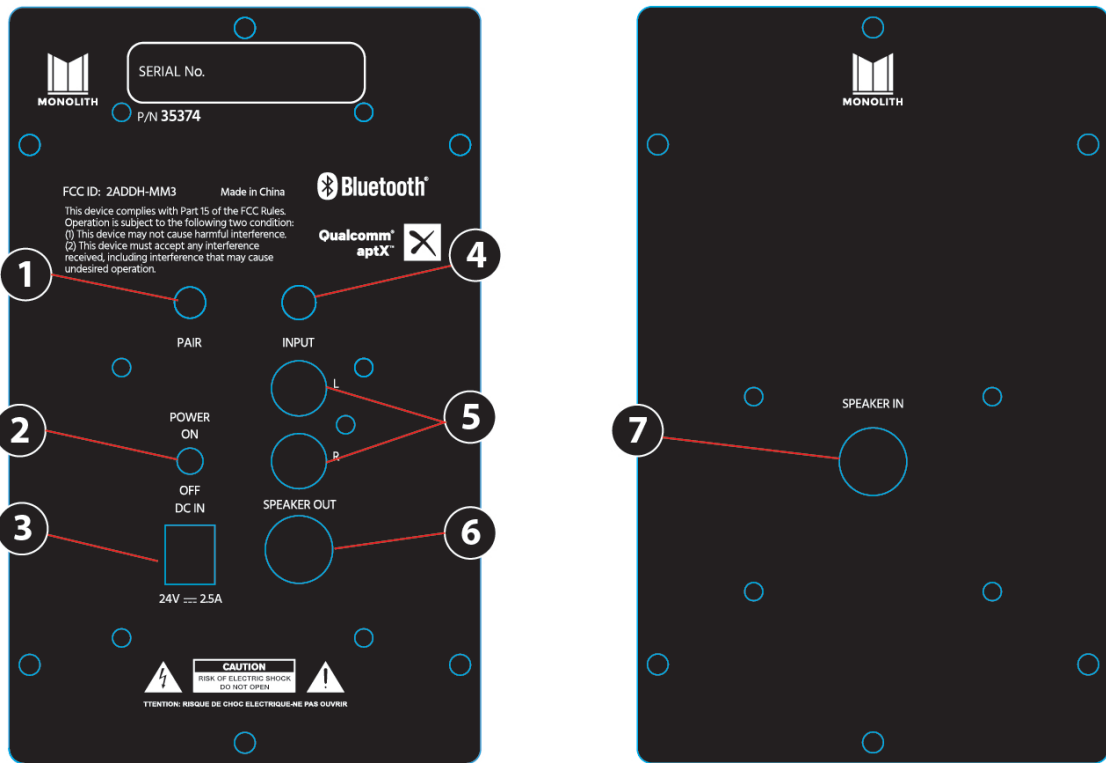 MONOLITH
SERIAL No.
P/N 35374
FCC ID: 2ADDH-MM3
Made in China
This device complies with Part 15 of the FCC Rules.
Operation is subject to the following two condition:
(1) This device may not cause harmful interference.
(2) This device must accept any interference
received, including interference that may cause
undesired operation.
Bluetooth®
Qualcomm®
aptX™
1
4
PAIR
INPUT
L
5
R
2
POWER
ON
OFF
DC IN
SPEAKER OUT
3
6
24V ⎓ 2.5A
CAUTION
RISK OF ELECTRIC SHOCK
DO NOT OPEN
TTENTION: RISQUE DE CHOC ELECTRIQUE-NE PAS OUVRIR
MONOLITH
SPEAKER IN
7